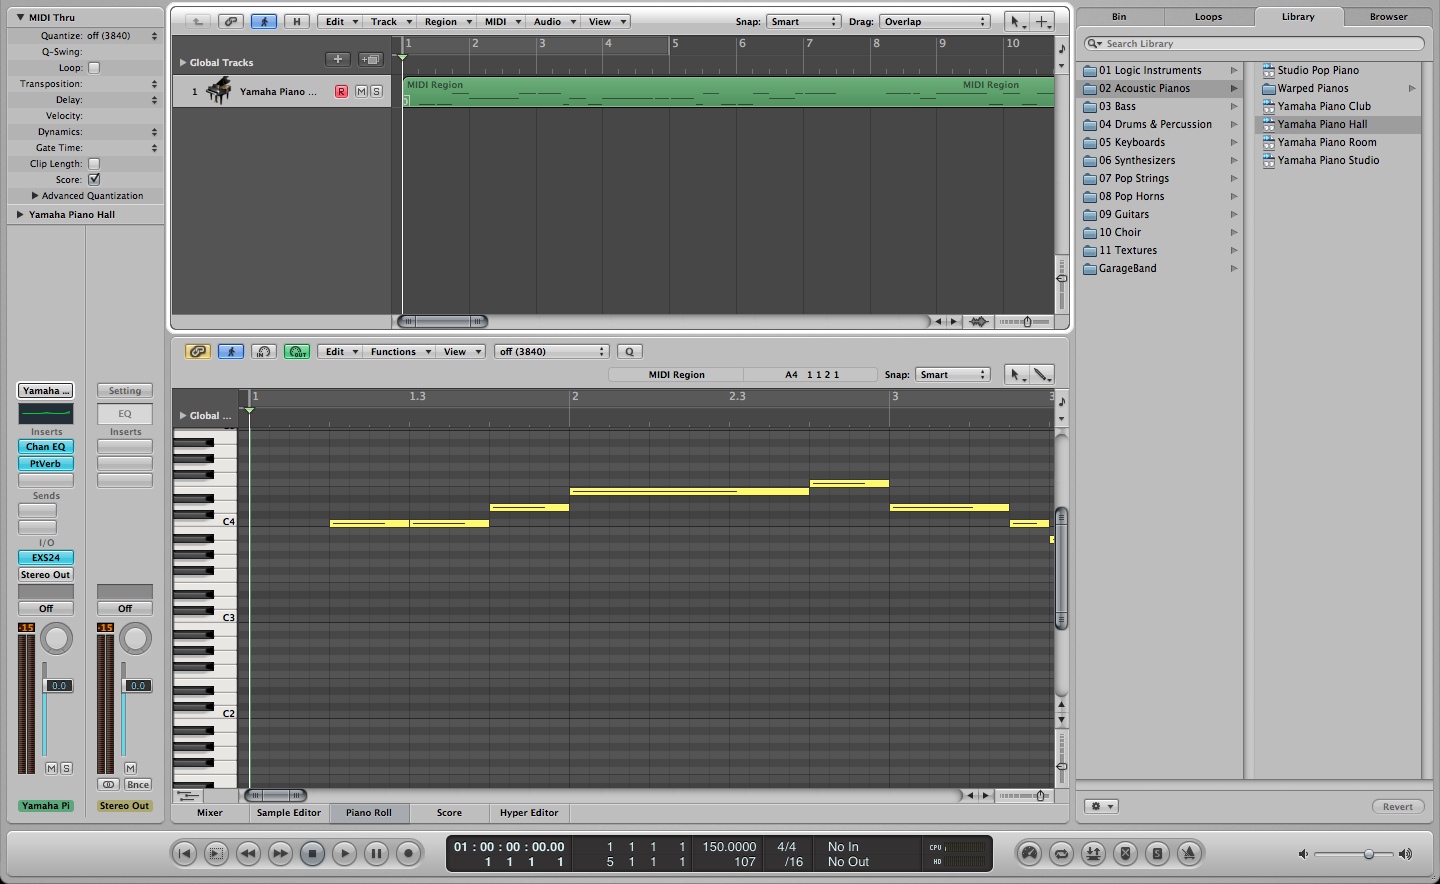 MIDI Thru
Quantize: off (3840)
Q-Swing:
Loop:
Transposition:
Delay:
Velocity:
Dynamics:
Gate Time:
Clip Length:
Score:
Advanced Quantization
Yamaha Piano Hall
Yamaha ...
Setting
EQ
Inserts
Inserts
Chan EQ
PtVerb
Sends
I/O
EXS24
Stereo Out
Off
Off
-15
-15
0.0
0.0
M S
M
Bnce
Yamaha Pi
Stereo Out
H
Edit
Track
Region
MIDI
Audio
View
Snap: Smart
Drag: Overlap
1 2 3 4 5 6 7 8 9 10
Global Tracks
1 Yamaha Piano ... R M S
MIDI Region
MIDI Region
IN
OUT
Edit
Functions
View
off (3840)
Q
MIDI Region
A4 1 1 2 1
Snap: Smart
1 1.3 2 2.3 3 3
Global ...
C4
C3
C2
Mixer
Sample Editor
Piano Roll
Score
Hyper Editor
Bin
Loops
Library
Browser
Search Library
01 Logic Instruments
02 Acoustic Pianos
03 Bass
04 Drums & Percussion
05 Keyboards
06 Synthesizers
07 Pop Strings
08 Pop Horns
09 Guitars
10 Choir
11 Textures
GarageBand
Studio Pop Piano
Warped Pianos
Yamaha Piano Club
Yamaha Piano Hall
Yamaha Piano Room
Yamaha Piano Studio
Revert
01 : 00 : 00 : 00.00
1 1 1 1
1 1 1 1
5 1 1 1
150.0000
107
4/4
/16
No In
No Out
CPU
HD
S